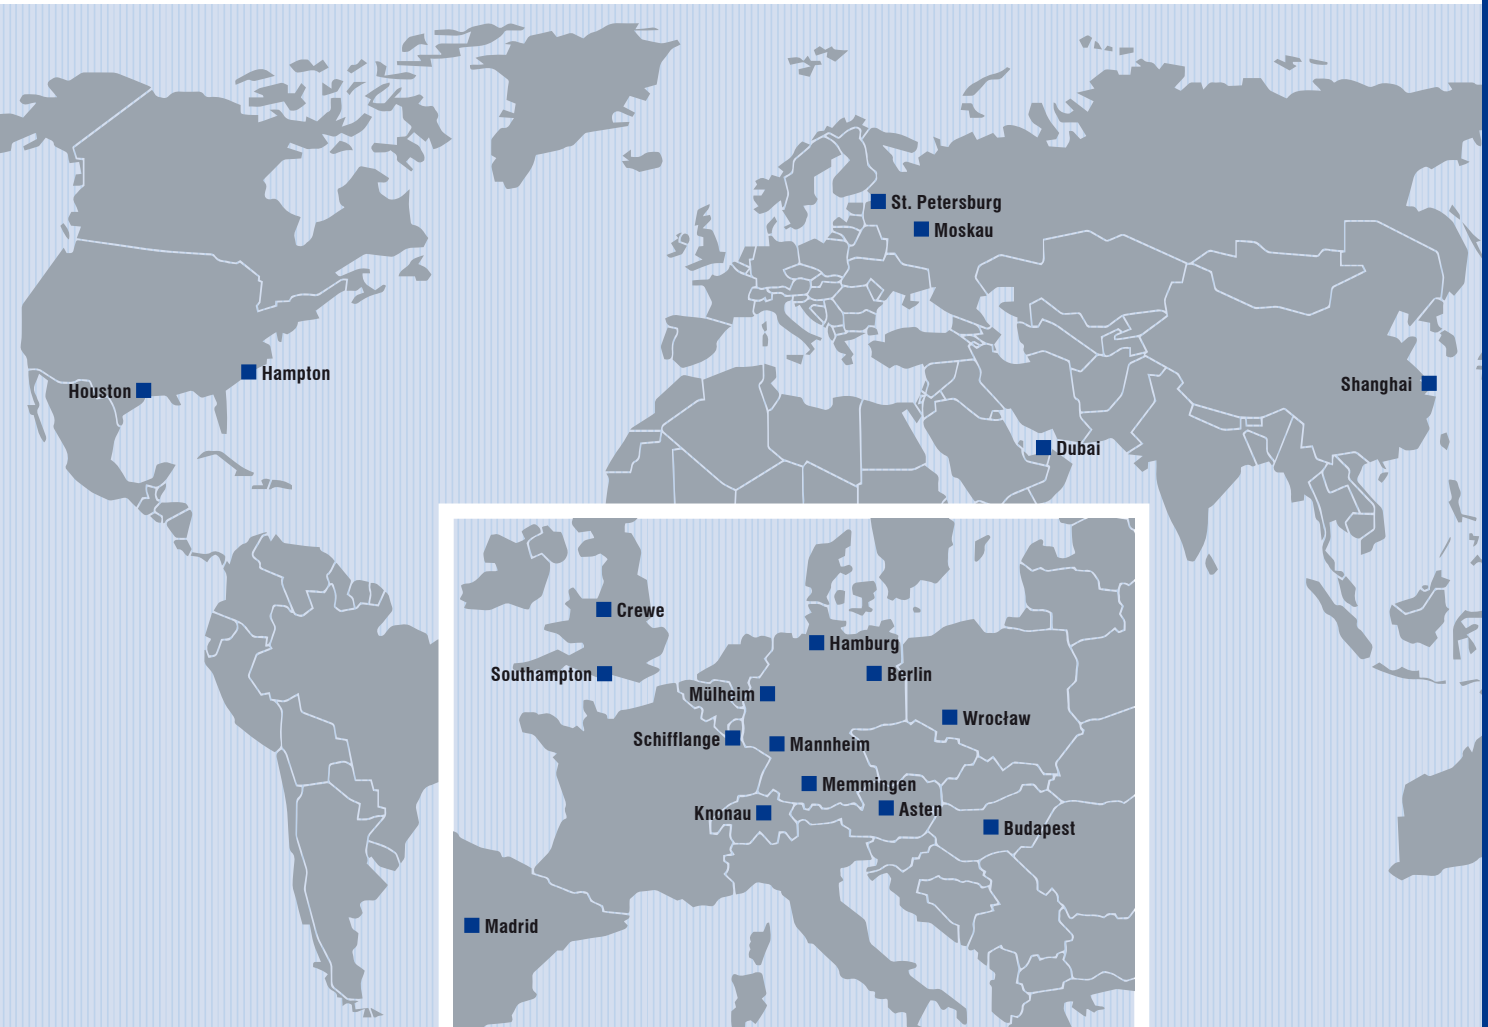 St. Petersburg
Moskau
Hampton
Houston
Shanghai
Dubai
Crewe
Hamburg
Southampton
Berlin
Mülheim
Wrocław
Schifflange
Mannheim
Memmingen
Knonau
Asten
Budapest
Madrid